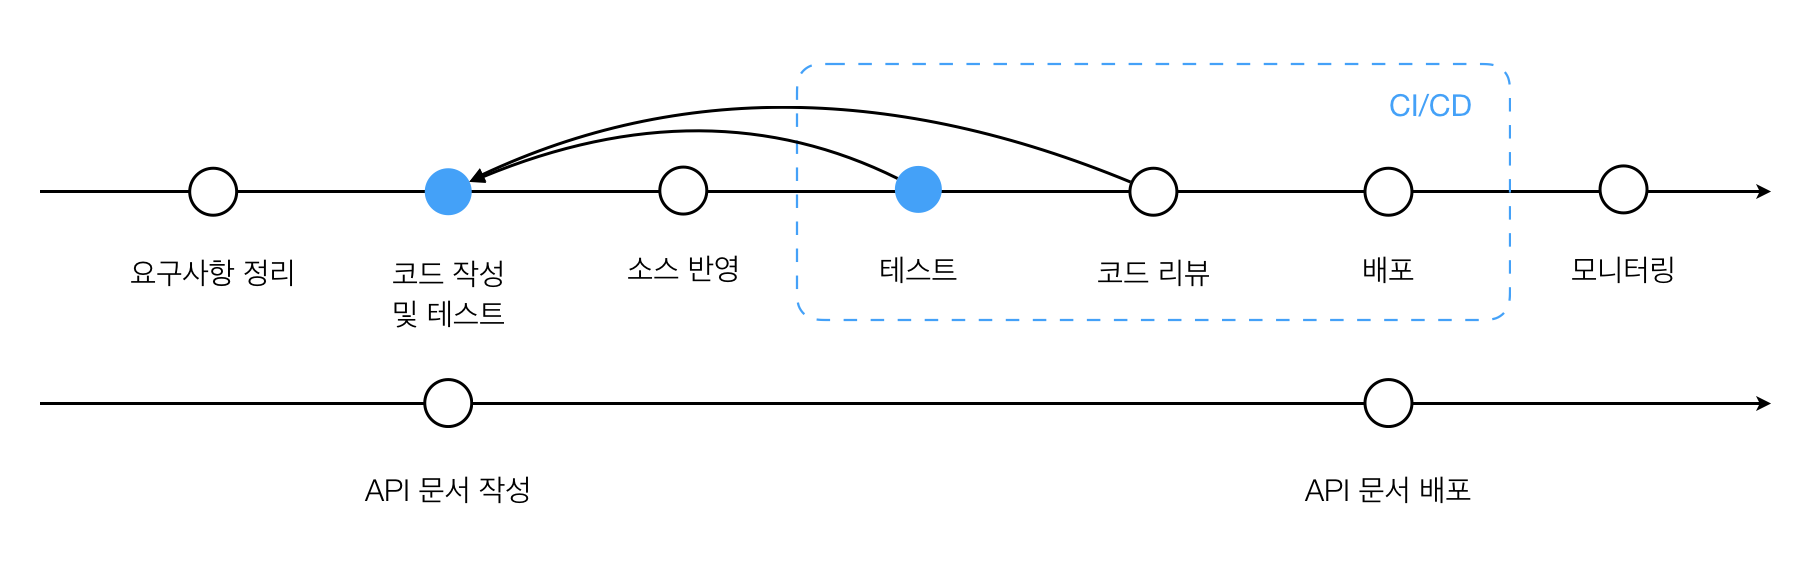 CI/CD
요구사항 정리
코드 작성
및 테스트
소스 반영
테스트
코드 리뷰
배포
모니터링
API 문서 작성
API 문서 배포